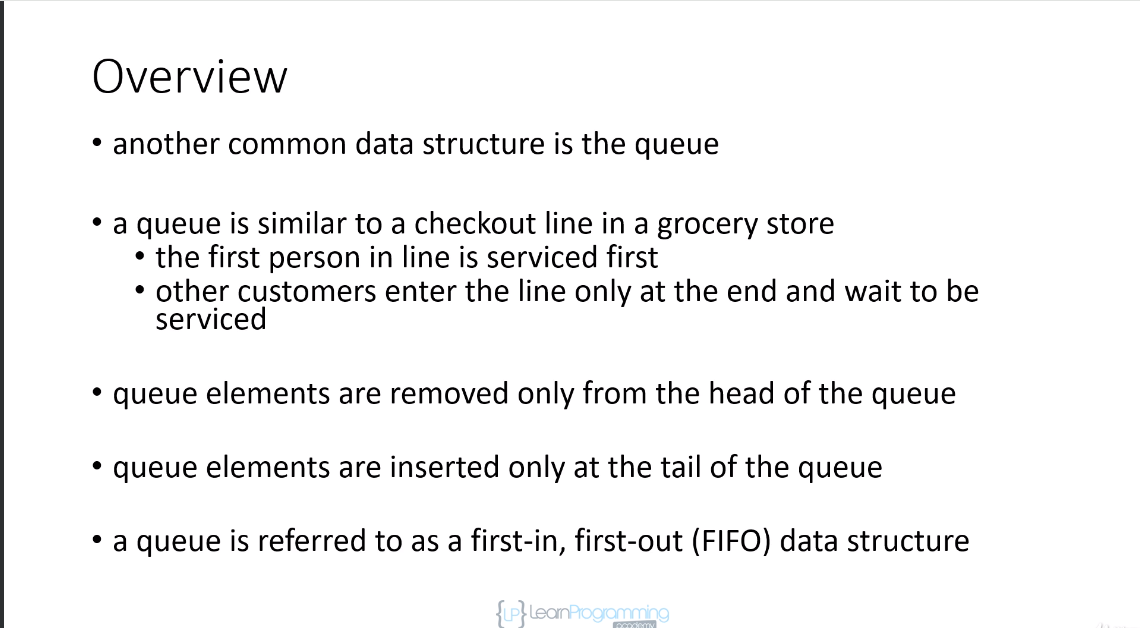 Overview
• another common data structure is the queue
• a queue is similar to a checkout line in a grocery store
• the first person in line is serviced first
• other customers enter the line only at the end and wait to be
serviced
• queue elements are removed only from the head of the queue
• queue elements are inserted only at the tail of the queue
• a queue is referred to as a first-in, first-out (FIFO) data structure
{LP} LearnProgramming
academy